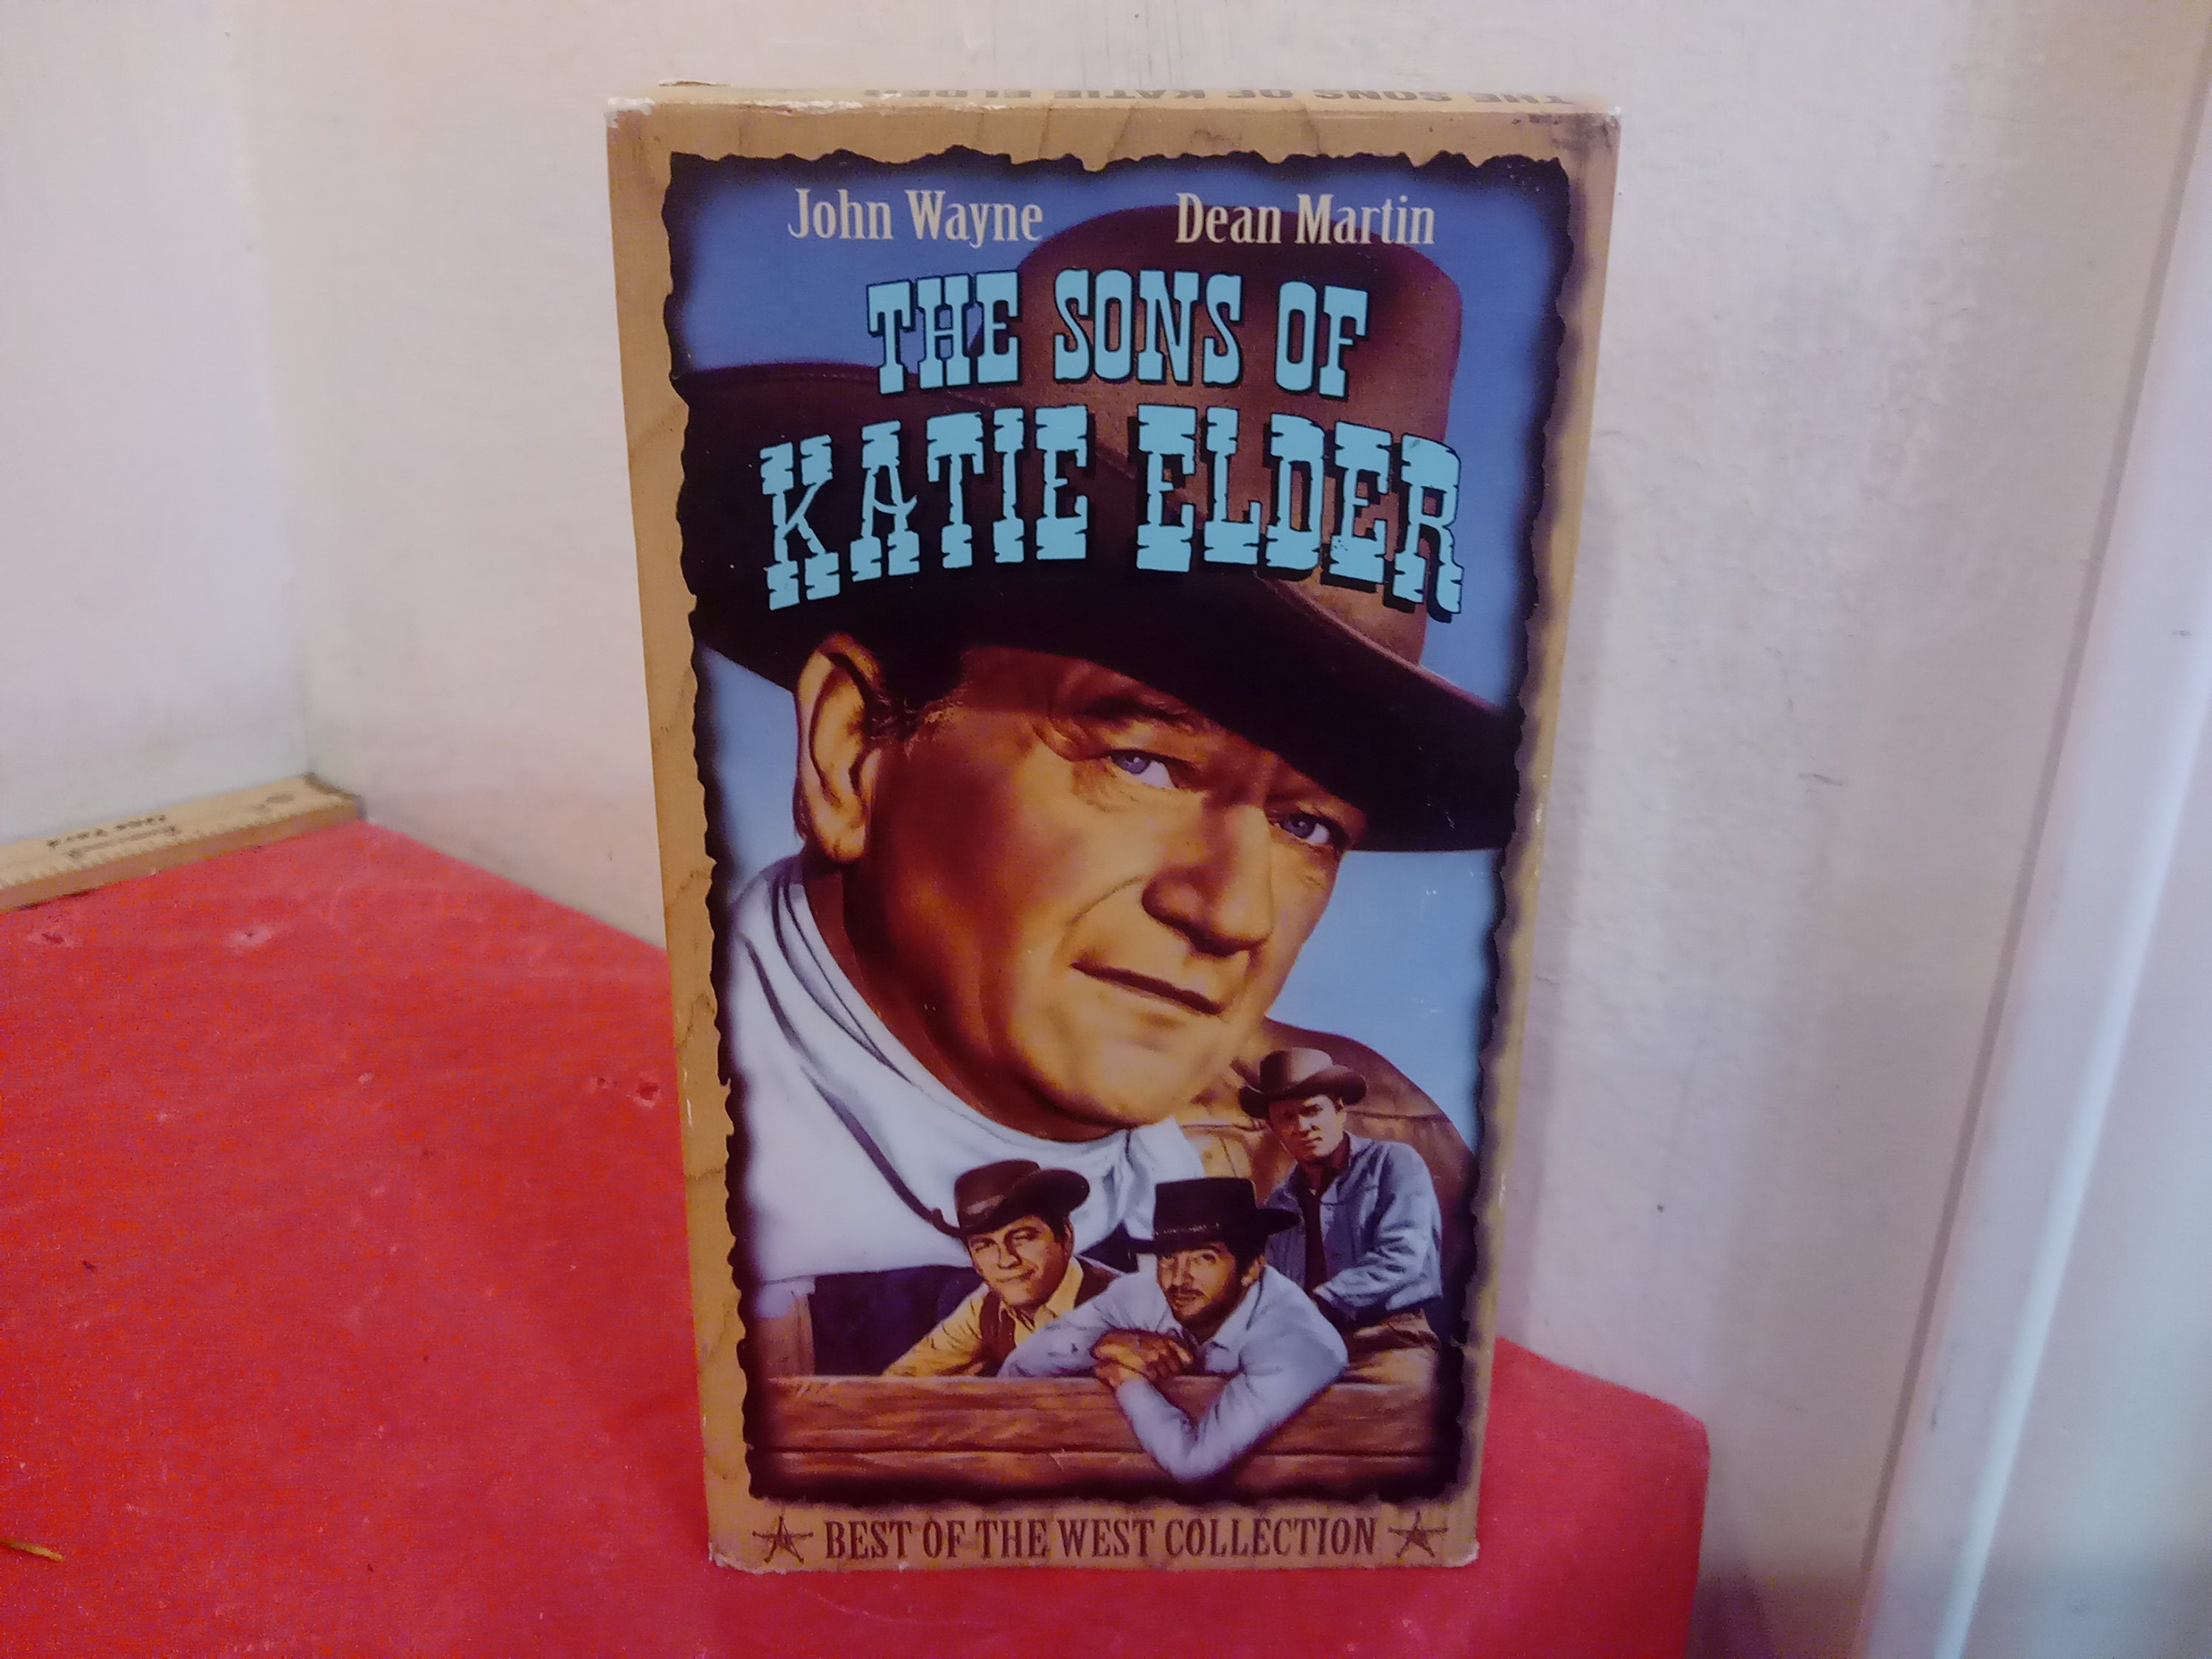 THE SONS OF KATIE ELDER
John Wayne Dean Martin
THE SONS OF
KATIE ELDER
BEST OF THE WEST COLLECTION